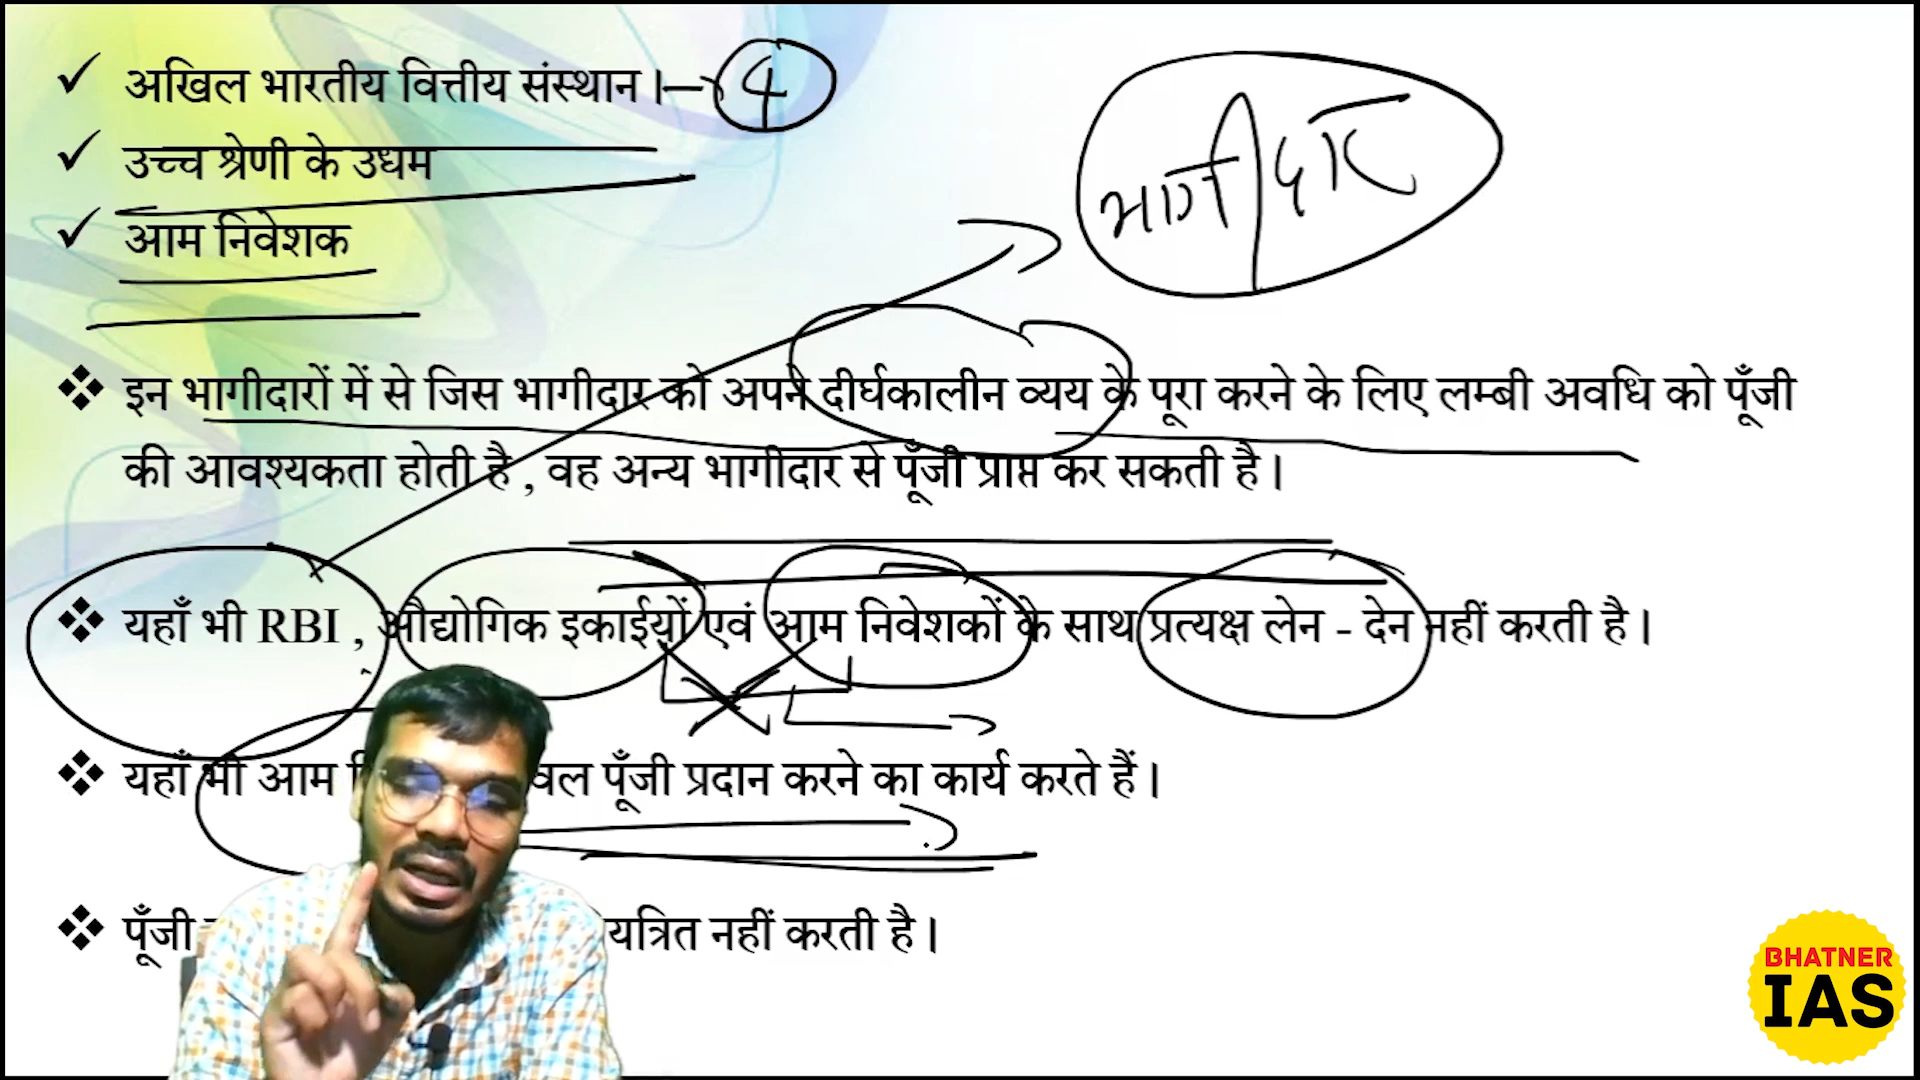 अखिल भारतीय वित्तीय संस्थान । 4
उच्च श्रेणी के उधम
आम निवेशक
भागीदार
इन भागीदारों में से जिस भागीदार को अपने दीर्घकालीन व्यय के पूरा करने के लिए लम्बी अवधि को पूँजी
की आवश्यकता होती है , वह अन्य भागीदार से पूँजी प्राप्त कर सकती है ।
यहाँ भी RBI , औद्योगिक इकाईयों एवं आम निवेशकों के साथ प्रत्यक्ष लेन - देन नहीं करती है ।
यहाँ भी आम पूँजी प्रदान करने का कार्य करते हैं ।
पूँजी नहीं करती है ।
BHATNER
IAS